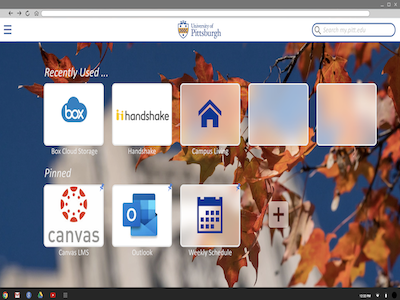 University of
Pittsburgh
Search my.pitt.edu
Recently Used ...
box
handshake
Box Cloud Storage
Handshake
Campus Living
Pinned
canvas
O
Canvas LMS
Outlook
Weekly Schedule